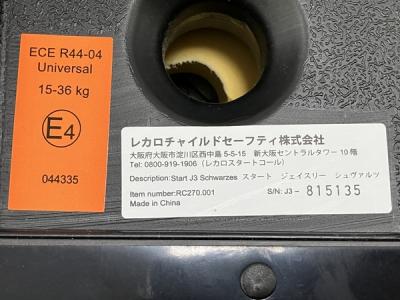 ECE R44-04
Universal
15-36 kg
E4
044335
レカロチャイルドセーフティ株式会社
大阪府大阪市淀川区西中島 5-5-15 新大阪セントラルタワー 10 階
Tel: 0800-919-1906（レカロスタートコール）
Description: Start J3 Schwarzes スタート ジェイスリー シュヴァルツ
Item number:RC270.001
S/N: J3 – 815135
Made in China